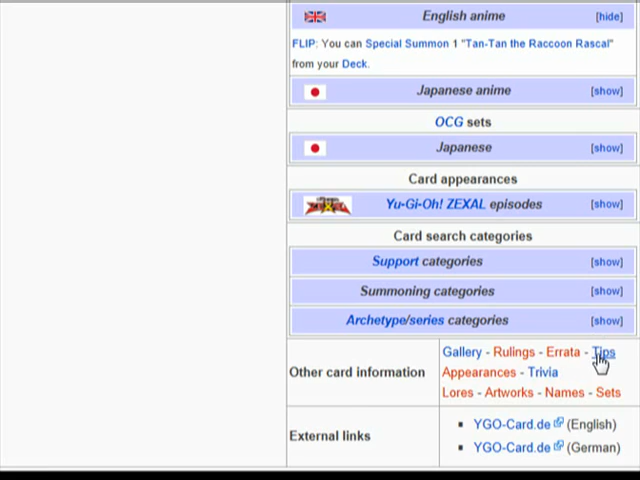 English anime [hide]
FLIP: You can Special Summon 1 "Tan-Tan the Raccoon Rascal"
from your Deck.
Japanese anime [show]
OCG sets
Japanese [show]
Card appearances
Yu-Gi-Oh! ZEXAL episodes [show]
Card search categories
Support categories [show]
Summoning categories [show]
Archetype/series categories [show]
Other card information
Gallery - Rulings - Errata - Tips
Appearances - Trivia
Lores - Artworks - Names - Sets
External links
YGO-Card.de (English)
YGO-Card.de (German)